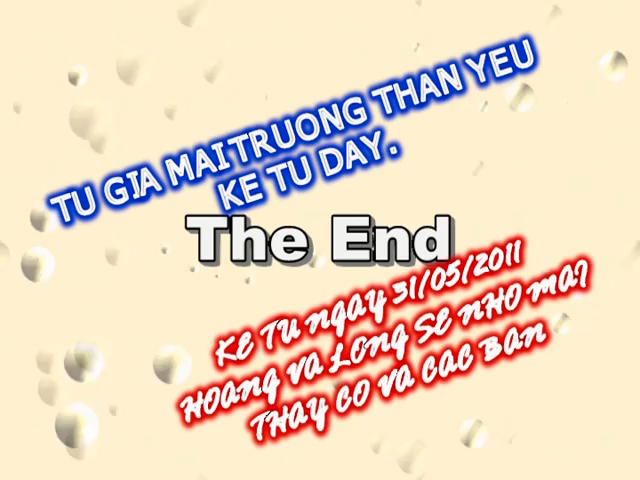 TU GIA MAI TRUONG THAN YEU
KE TU DAY.
The End
KE TU NGAY 31/05/2011
HOANG VA LONG SE NHO MAI
THAY CO VA CAC BAN